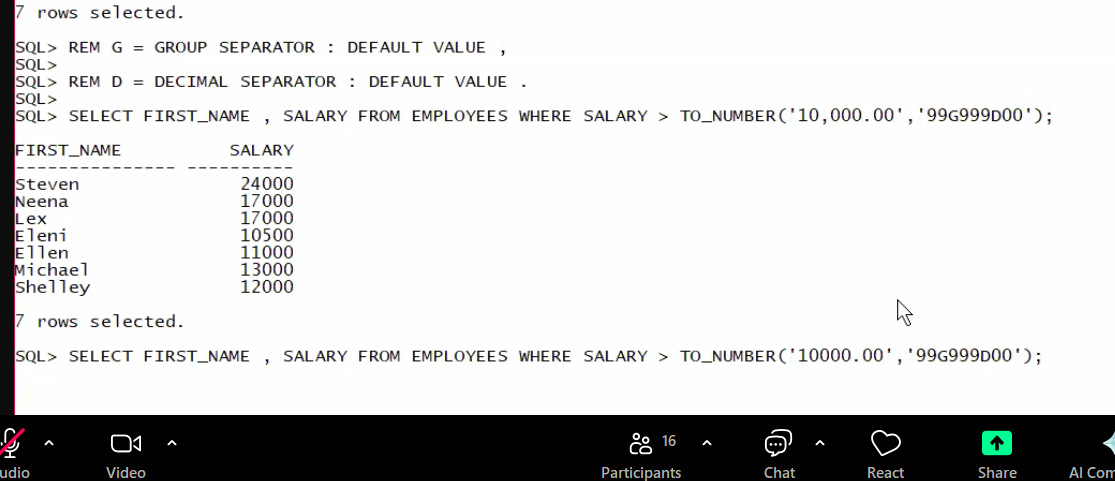 7 rows selected.
SQL> REM G = GROUP SEPARATOR : DEFAULT VALUE ,
SQL>
SQL> REM D = DECIMAL SEPARATOR : DEFAULT VALUE .
SQL>
SQL> SELECT FIRST_NAME , SALARY FROM EMPLOYEES WHERE SALARY > TO_NUMBER('10,000.00','99G999D00');
FIRST_NAME SALARY
--------------- ----------
Steven 24000
Neena 17000
Lex 17000
Eleni 10500
Ellen 11000
Michael 13000
Shelley 12000
7 rows selected.
SQL> SELECT FIRST_NAME , SALARY FROM EMPLOYEES WHERE SALARY > TO_NUMBER('10000.00','99G999D00');
16
udio Video Participants Chat React Share AI Com